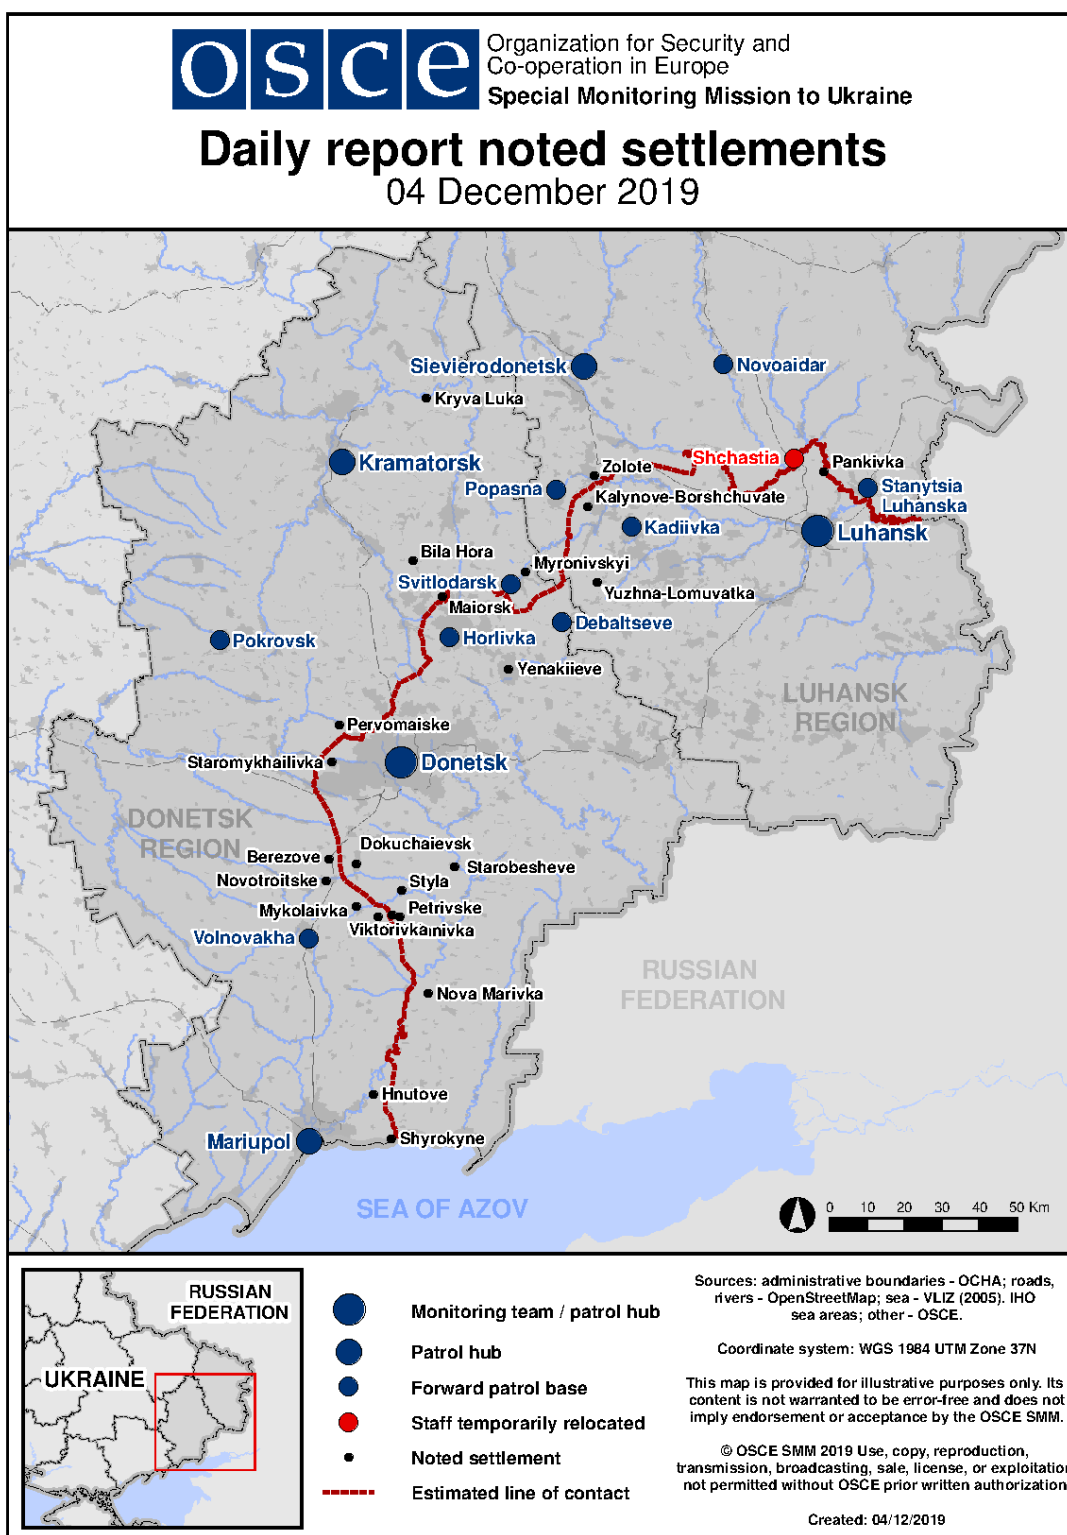 osce
Organization for Security and
Co-operation in Europe
Special Monitoring Mission to Ukraine
Daily report noted settlements
04 December 2019
Sievierodonetsk
Novoaidar
Kryva Luka
Shchastia
Kramatorsk
Zolote
Pankivka
Popasna
Kalynove-Borshchuvate
Stanytsia
Luhanska
Kadiivka
Luhansk
Bila Hora
Myronivskyi
Svitlodarsk
Yuzhna-Lomuvatka
Maiorsk
Debaltseve
Pokrovsk
Horlivka
Yenakiieve
LUHANSK
REGION
Pervomaiske
Staromykhailivka
Donetsk
DONETSK
REGION
Dokuchaievsk
Berezove
Starobesheve
Novotroitske
Styla
Mykolaivka
Petrivske
Viktorivka
Volnovakha
RUSSIAN
FEDERATION
Nova Marivka
Hnutove
Mariupol
Shyrokyne
SEA OF AZOV
0 10 20 30 40 50 Km
RUSSIAN
FEDERATION
UKRAINE
Monitoring team / patrol hub
Patrol hub
Forward patrol base
Staff temporarily relocated
Noted settlement
Estimated line of contact
Sources: administrative boundaries - OCHA; roads,
rivers - OpenStreetMap; sea - VLIZ (2005). IHO
sea areas; other - OSCE.
Coordinate system: WGS 1984 UTM Zone 37N
This map is provided for illustrative purposes only. Its
content is not warranted to be error-free and does not
imply endorsement or acceptance by the OSCE SMM.
© OSCE SMM 2019 Use, copy, reproduction,
transmission, broadcasting, sale, license, or exploitation
not permitted without OSCE prior written authorization
Created: 04/12/2019